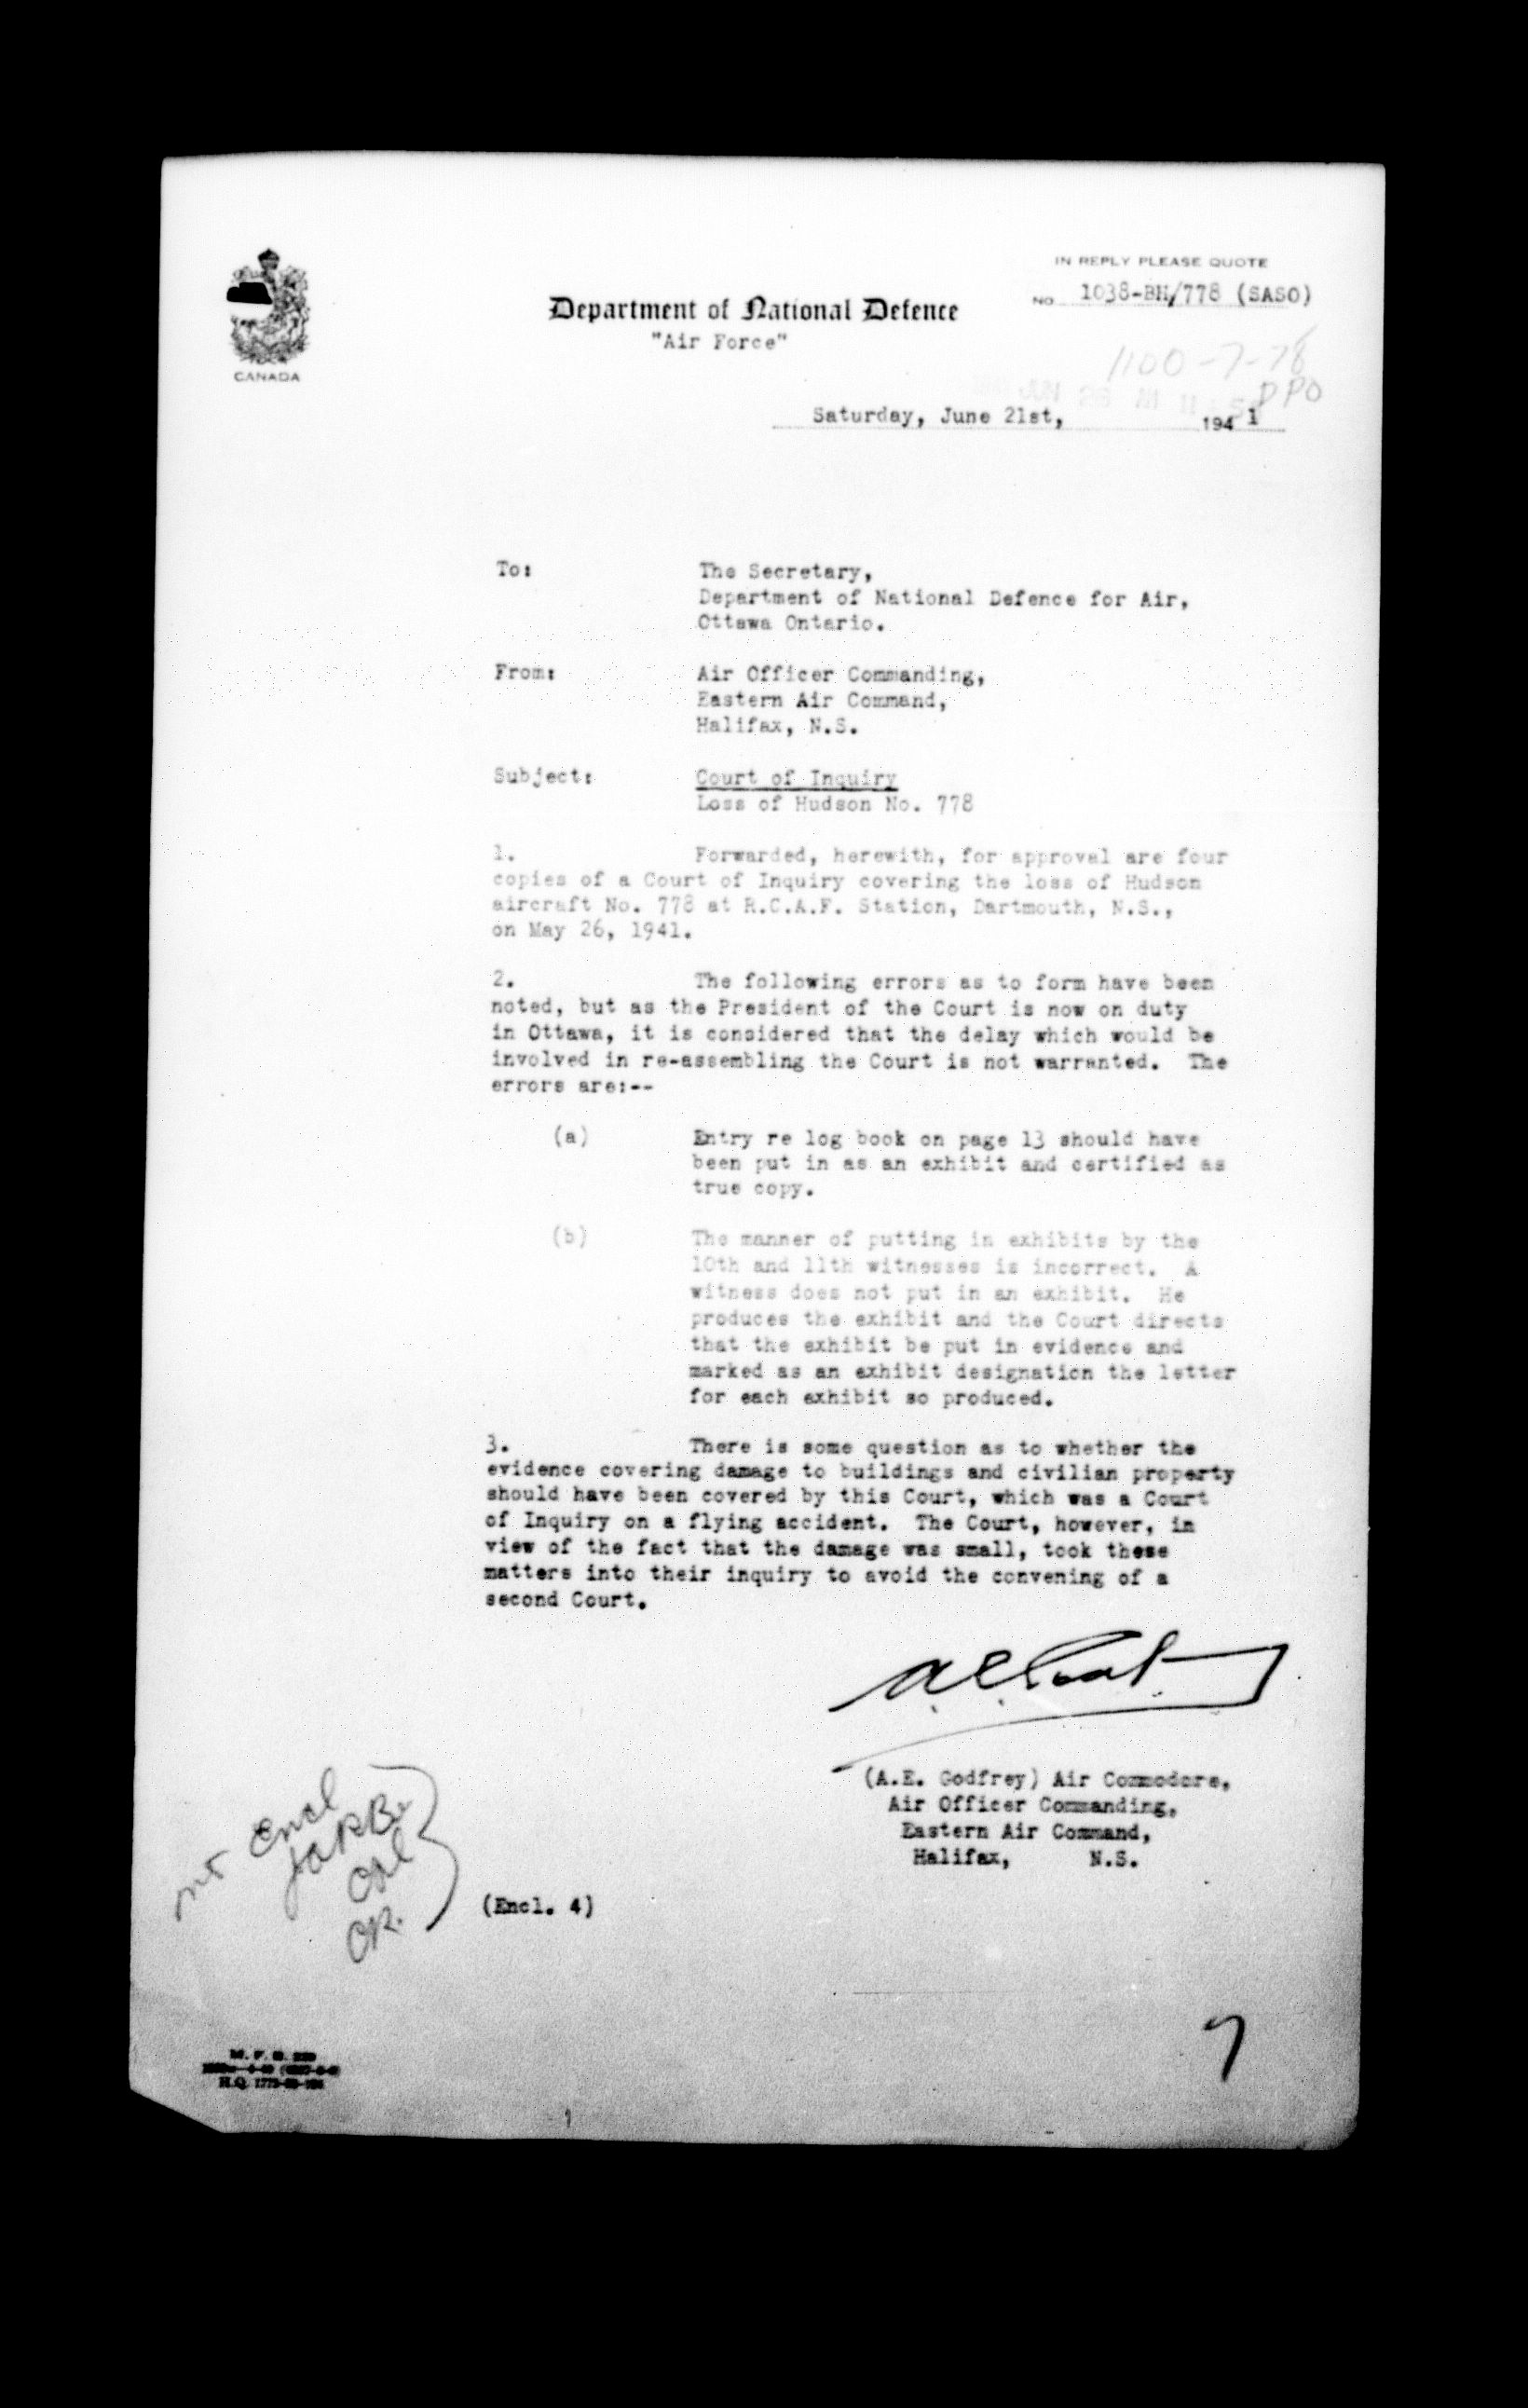 IN REPLY PLEASE QUOTE
NO. 1038-BH/778 (SASO)
Department of National Defence
"Air Force"
CANADA
1100-7-78
DPO
JUN 26 AM 11
Saturday, June 21st, 1941
To: The Secretary,
Department of National Defence for Air,
Ottawa Ontario.
From: Air Officer Commanding,
Eastern Air Command,
Halifax, N.S.
Subject: Court of Inquiry
Loss of Hudson No. 778
1. Forwarded, herewith, for approval are four
copies of a Court of Inquiry covering the loss of Hudson
aircraft No. 778 at R.C.A.F. Station, Dartmouth, N.S.,
on May 26, 1941.
2. The following errors as to form have been
noted, but as the President of the Court is now on duty
in Ottawa, it is considered that the delay which would be
involved in re-assembling the Court is not warranted. The
errors are:--
(a) Entry re log book on page 13 should have
been put in as an exhibit and certified as
true copy.
(b) The manner of putting in exhibits by the
10th and 11th witnesses is incorrect. A
witness does not put in an exhibit. He
produces the exhibit and the Court directs
that the exhibit be put in evidence and
marked as an exhibit designation the letter
for each exhibit so produced.
3. There is some question as to whether the
evidence covering damage to buildings and civilian property
should have been covered by this Court, which was a Court
of Inquiry on a flying accident. The Court, however, in
view of the fact that the damage was small, took these
matters into their inquiry to avoid the convening of a
second Court.
(A.E. Godfrey) Air Commodore,
Air Officer Commanding,
Eastern Air Command,
Halifax, N.S.
Encl
(Encl. 4)
7